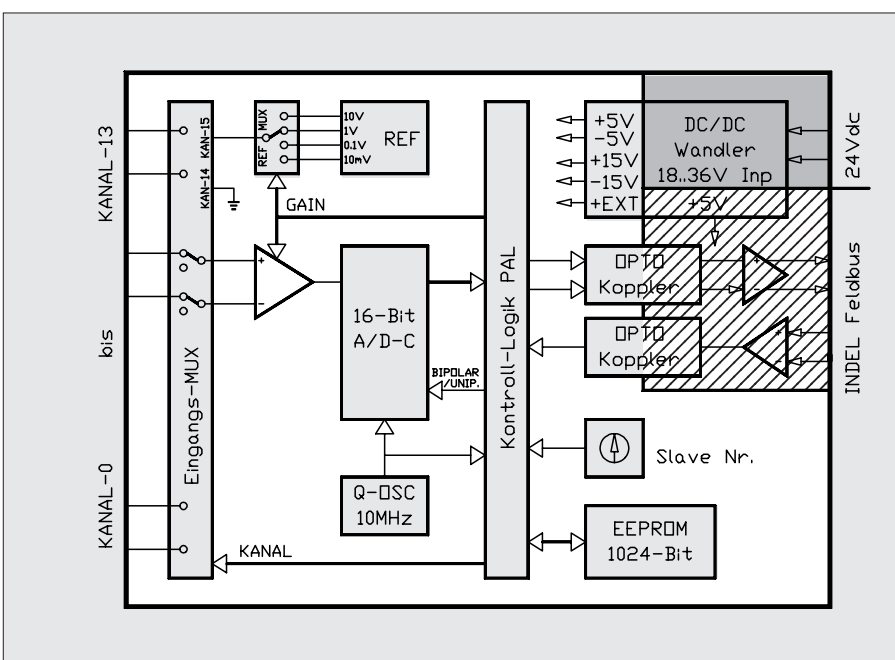 KANAL-13
bis
KANAL-0
Eingangs-MUX
KAN-15
KAN-14
REF MUX
10V
1V
0.1V
10mV
REF
GAIN
+
-
16-Bit
A/D-C
BIPOLAR
/UNIP.
Q-OSC
10MHz
KANAL
Kontroll-Logik PAL
+5V
-5V
+15V
-15V
+EXT
DC/DC
Wandler
18..36V Inp
+5V
24Vdc
OPTO
Koppler
+
-
OPTO
Koppler
+
-
INDEL Feldbus
Slave Nr.
EEPROM
1024-Bit